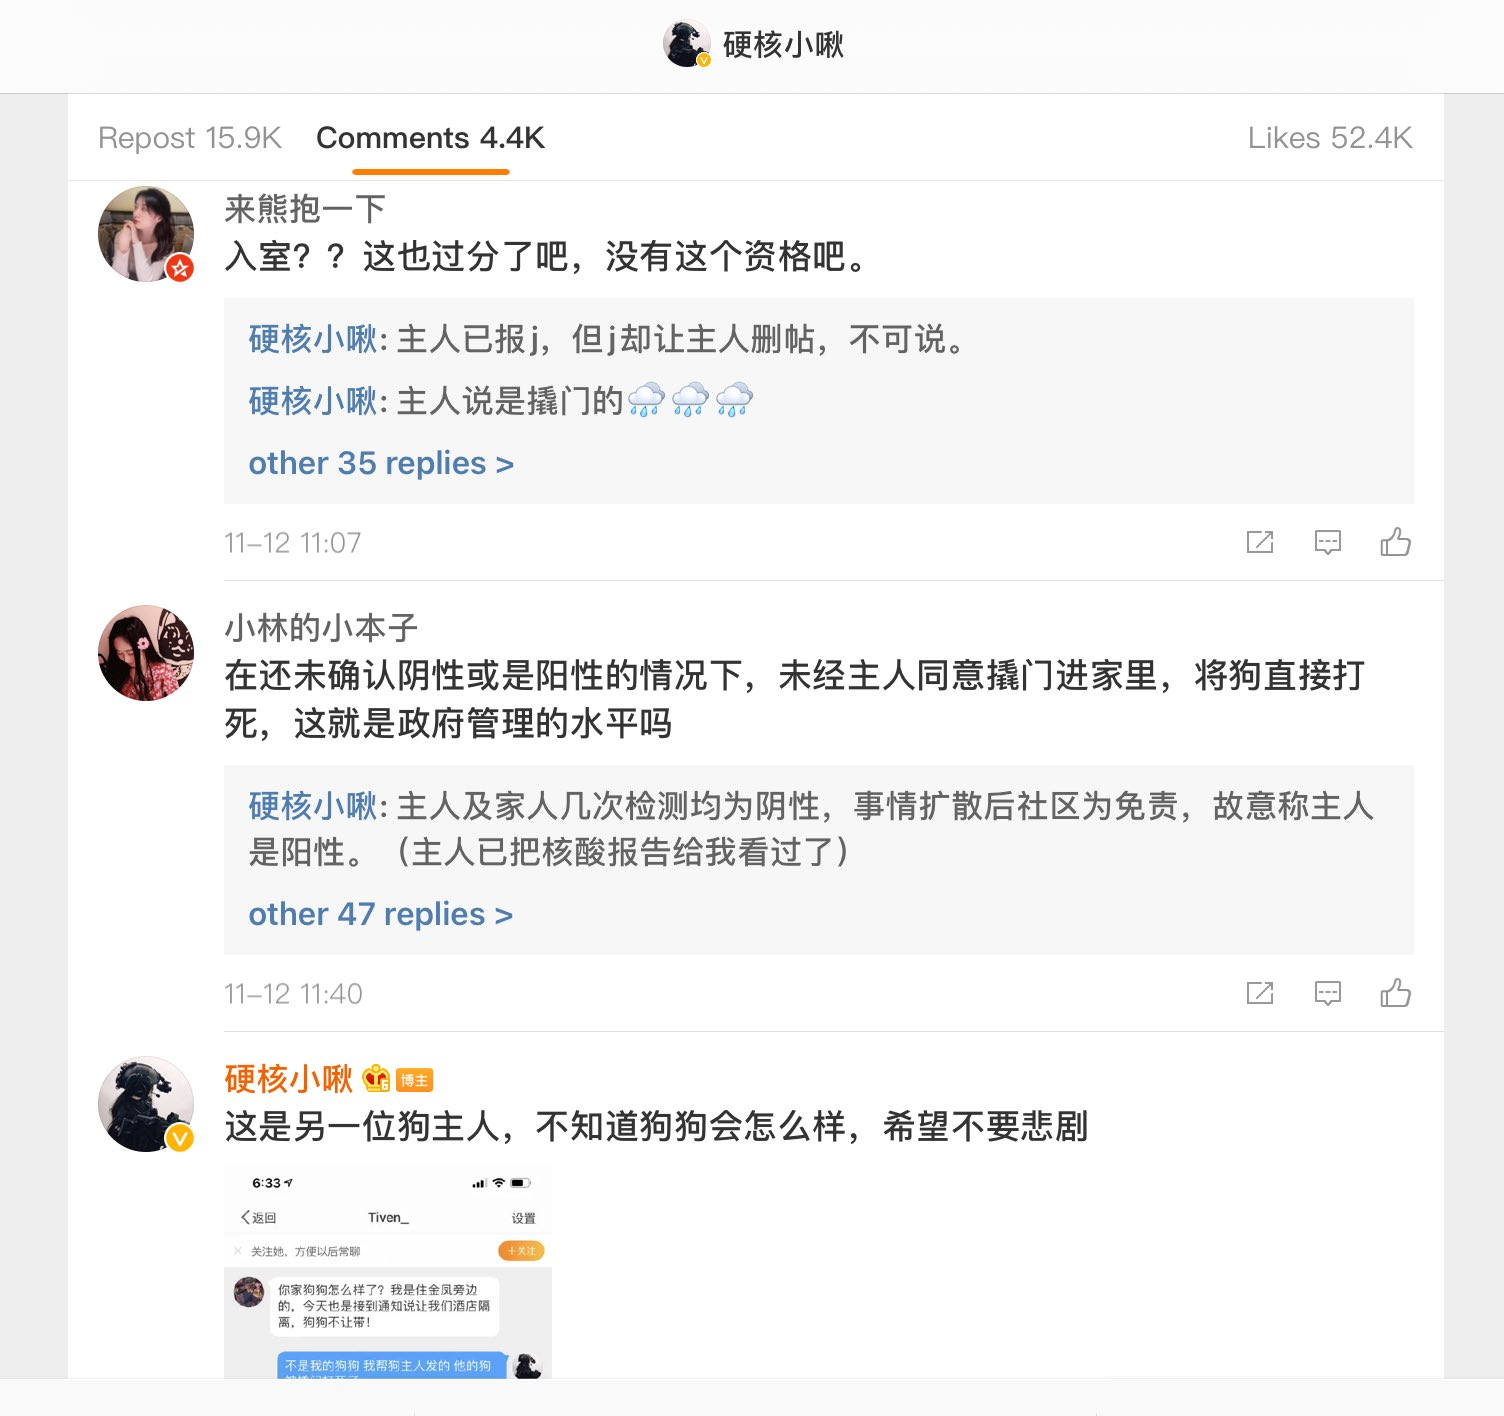 硬核小啾
Repost 15.9K Comments 4.4K Likes 52.4K
来熊抱一下
入室？？这也过分了吧，没有这个资格吧。
硬核小啾: 主人已报j，但j却让主人删帖，不可说。
硬核小啾: 主人说是撬门的🌧🌧🌧
other 35 replies >
11-12 11:07
小林的小本子
在还未确认阴性或是阳性的情况下，未经主人同意撬门进家里，将狗直接打
死，这就是政府管理的水平吗
硬核小啾: 主人及家人几次检测均为阴性，事情扩散后社区为免责，故意称主人
是阳性。（主人已把核酸报告给我看过了）
other 47 replies >
11-12 11:40
硬核小啾 博主
这是另一位狗主人，不知道狗狗会怎么样，希望不要悲剧
6:33
返回 Tiven_ 设置
× 关注她，方便以后常聊 +关注
你家狗狗怎么样了？我是住金凤旁边
的，今天也是接到通知说让我们酒店隔
离，狗狗不让带！
不是我的狗狗 我帮狗主人发的 他的狗